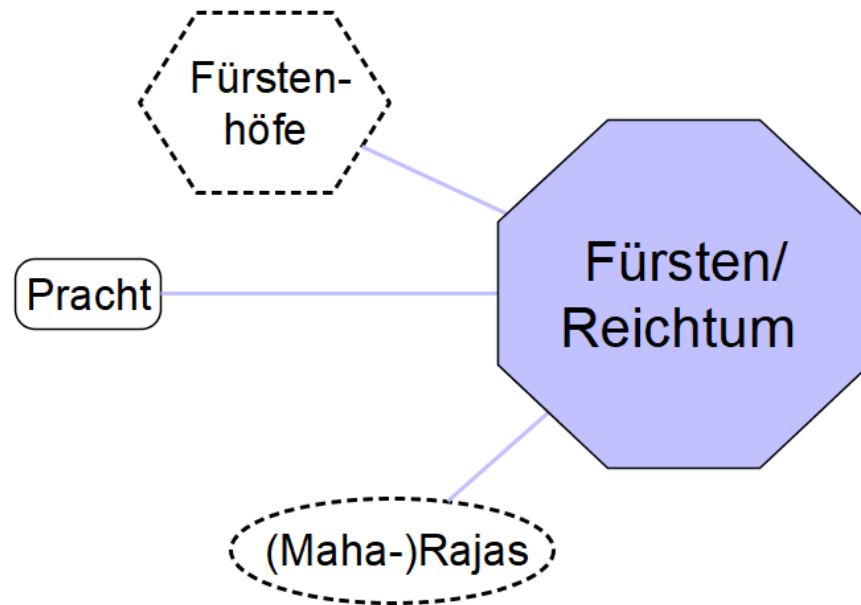 Fürsten-
höfe
Fürsten/
Reichtum
Pracht
(Maha-)Rajas